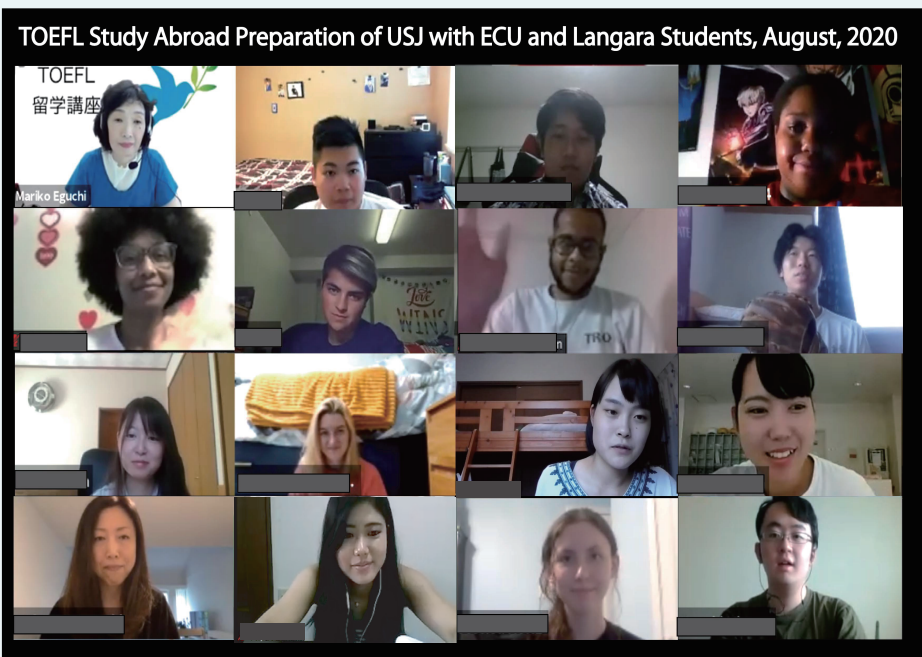 TOEFL Study Abroad Preparation of USJ with ECU and Langara Students, August, 2020
TOEFL
留学講座
Mariko Eguchi
Love
TRO